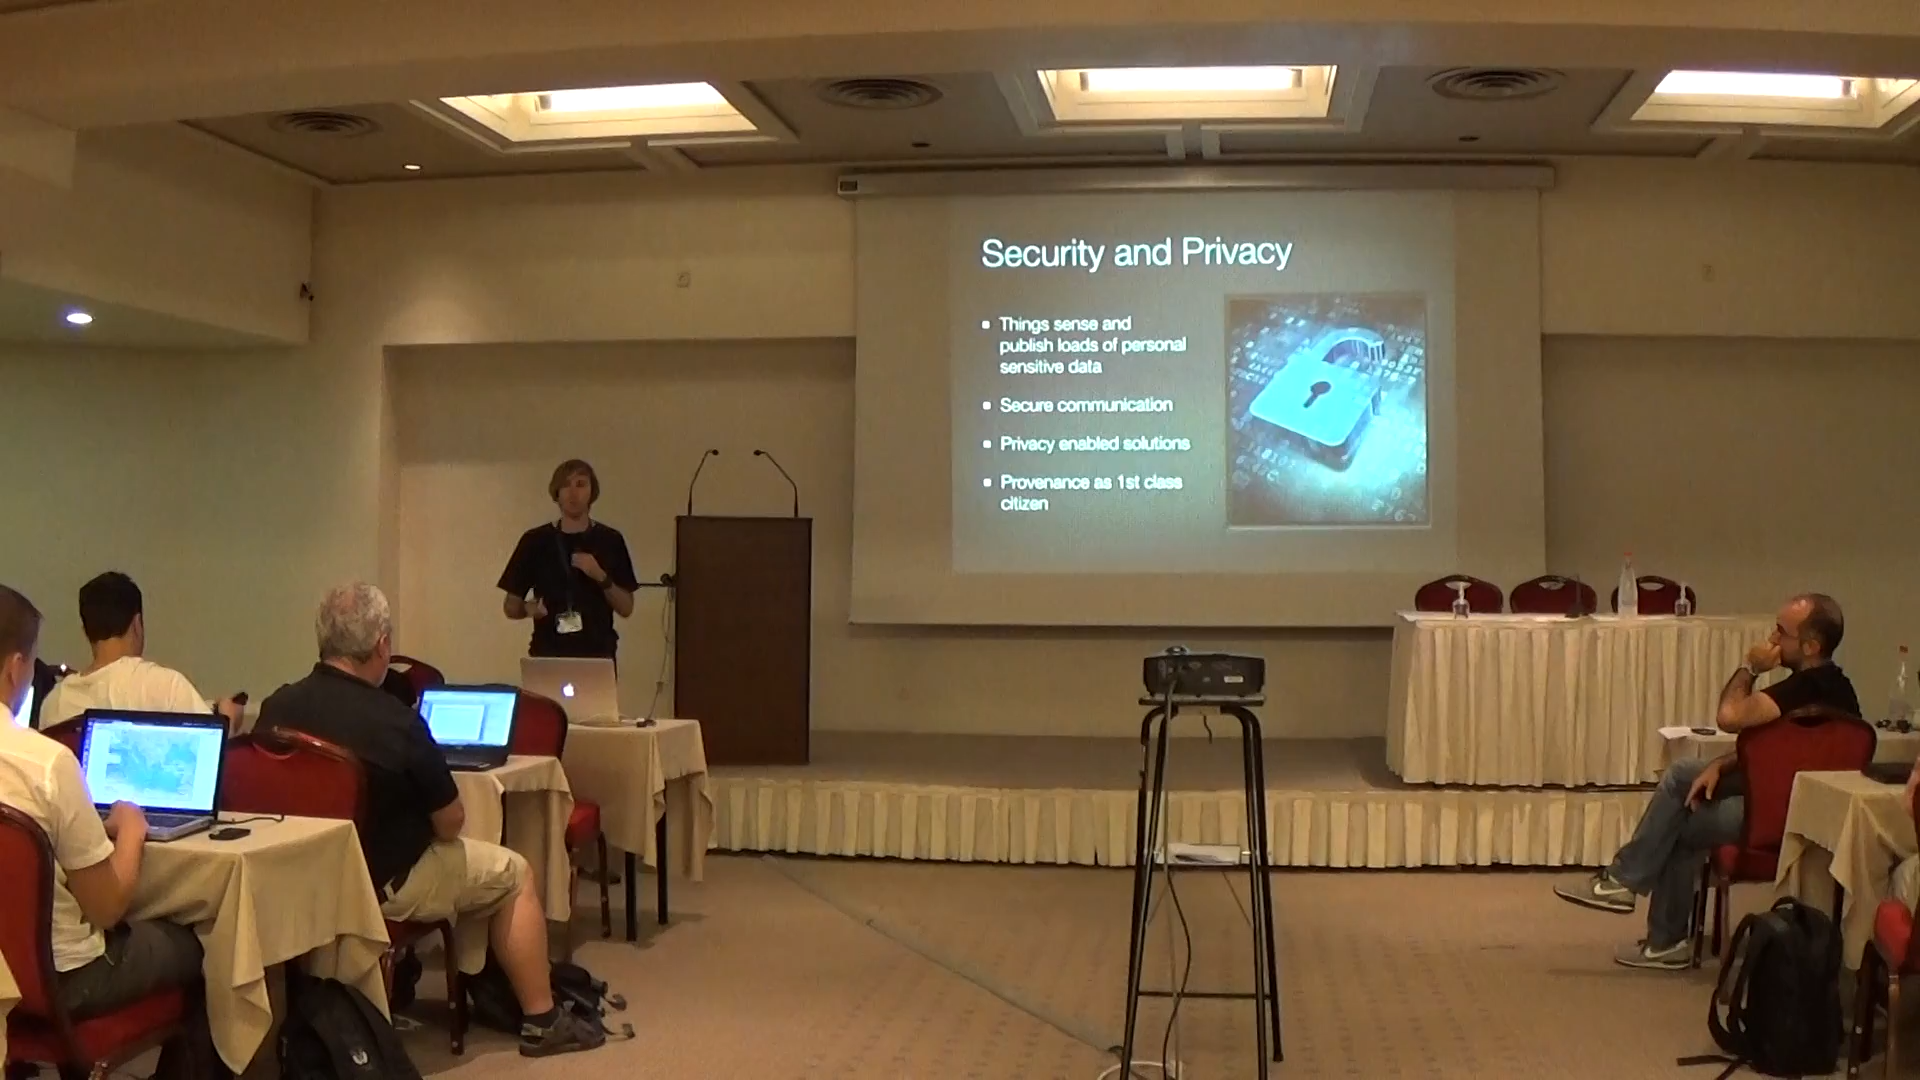 Security and Privacy
Things sense and
publish loads of personal
sensitive data
Secure communication
Privacy enabled solutions
Provenance as 1st class
citizen